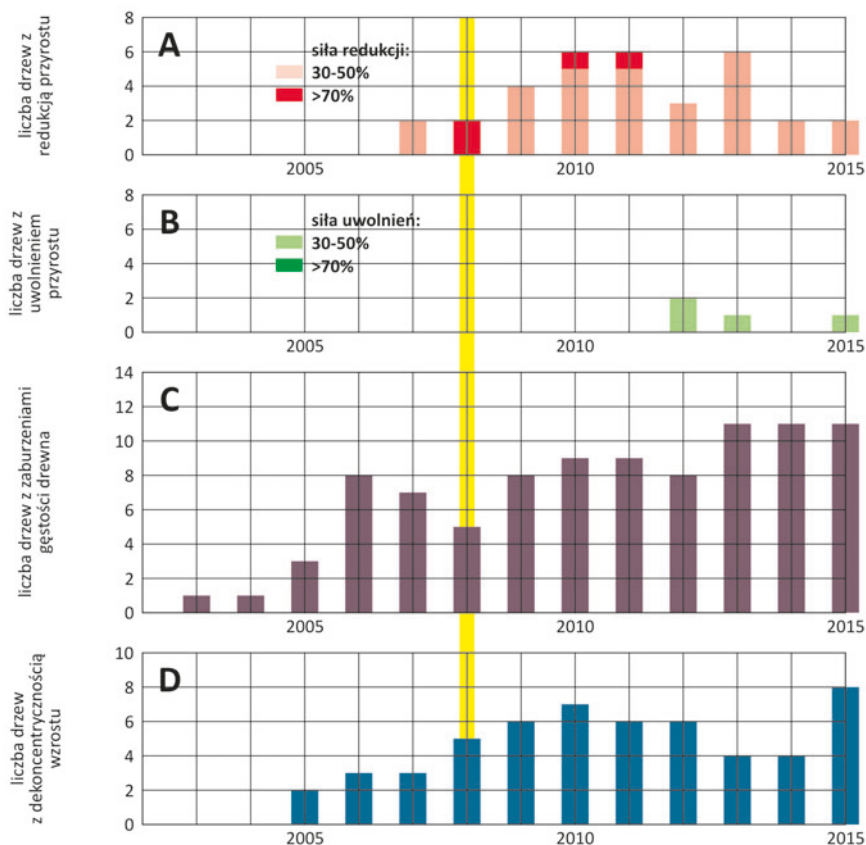 liczba drzew z
redukcją przyrostu
8
6
4
2
0
A
siła redukcji:
30-50%
>70%
2005
2010
2015
liczba drzew z
uwolnieniem
przyrostu
8
6
4
2
0
B
siła uwolnień:
30-50%
>70%
2005
2010
2015
liczba drzew z zaburzeniami
gęstości drewna
14
12
10
8
6
4
2
0
C
2005
2010
2015
liczba drzew
z dekoncentrycznością
wzrostu
10
8
6
4
2
0
D
2005
2010
2015